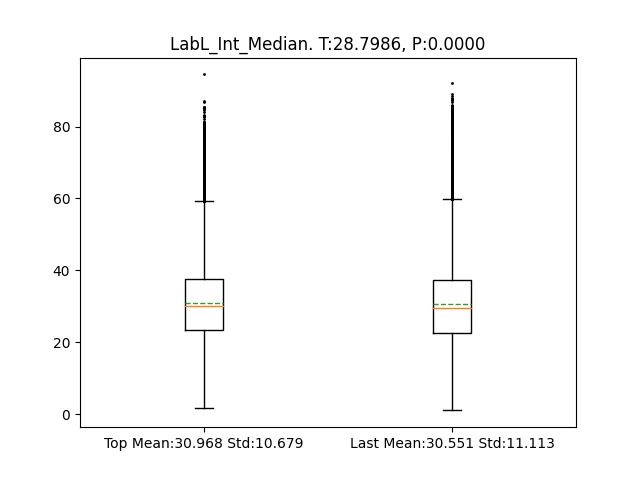 LabL_Int_Median. T:28.7986, P:0.0000
80
60
40
20
0
Top Mean:30.968 Std:10.679
Last Mean:30.551 Std:11.113